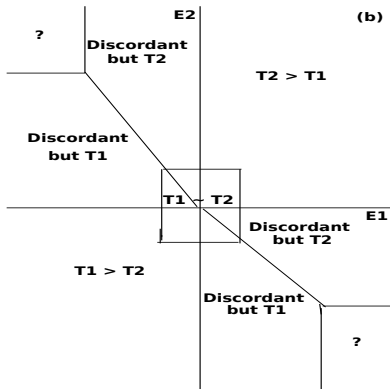 E2
(b)
?
Discordant
but T2
T2 > T1
Discordant
but T1
T1 ~ T2
E1
Discordant
but T2
T1 > T2
Discordant
but T1
?